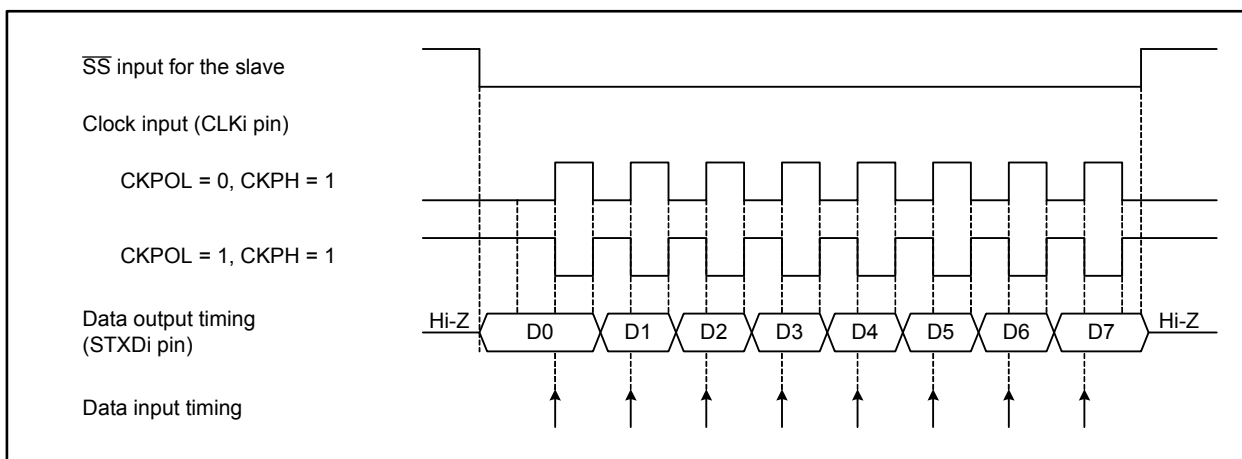 SS input for the slave
Clock input (CLKi pin)
CKPOL = 0, CKPH = 1
CKPOL = 1, CKPH = 1
Data output timing
(STXDi pin)
Hi-Z D0 D1 D2 D3 D4 D5 D6 D7 Hi-Z
Data input timing